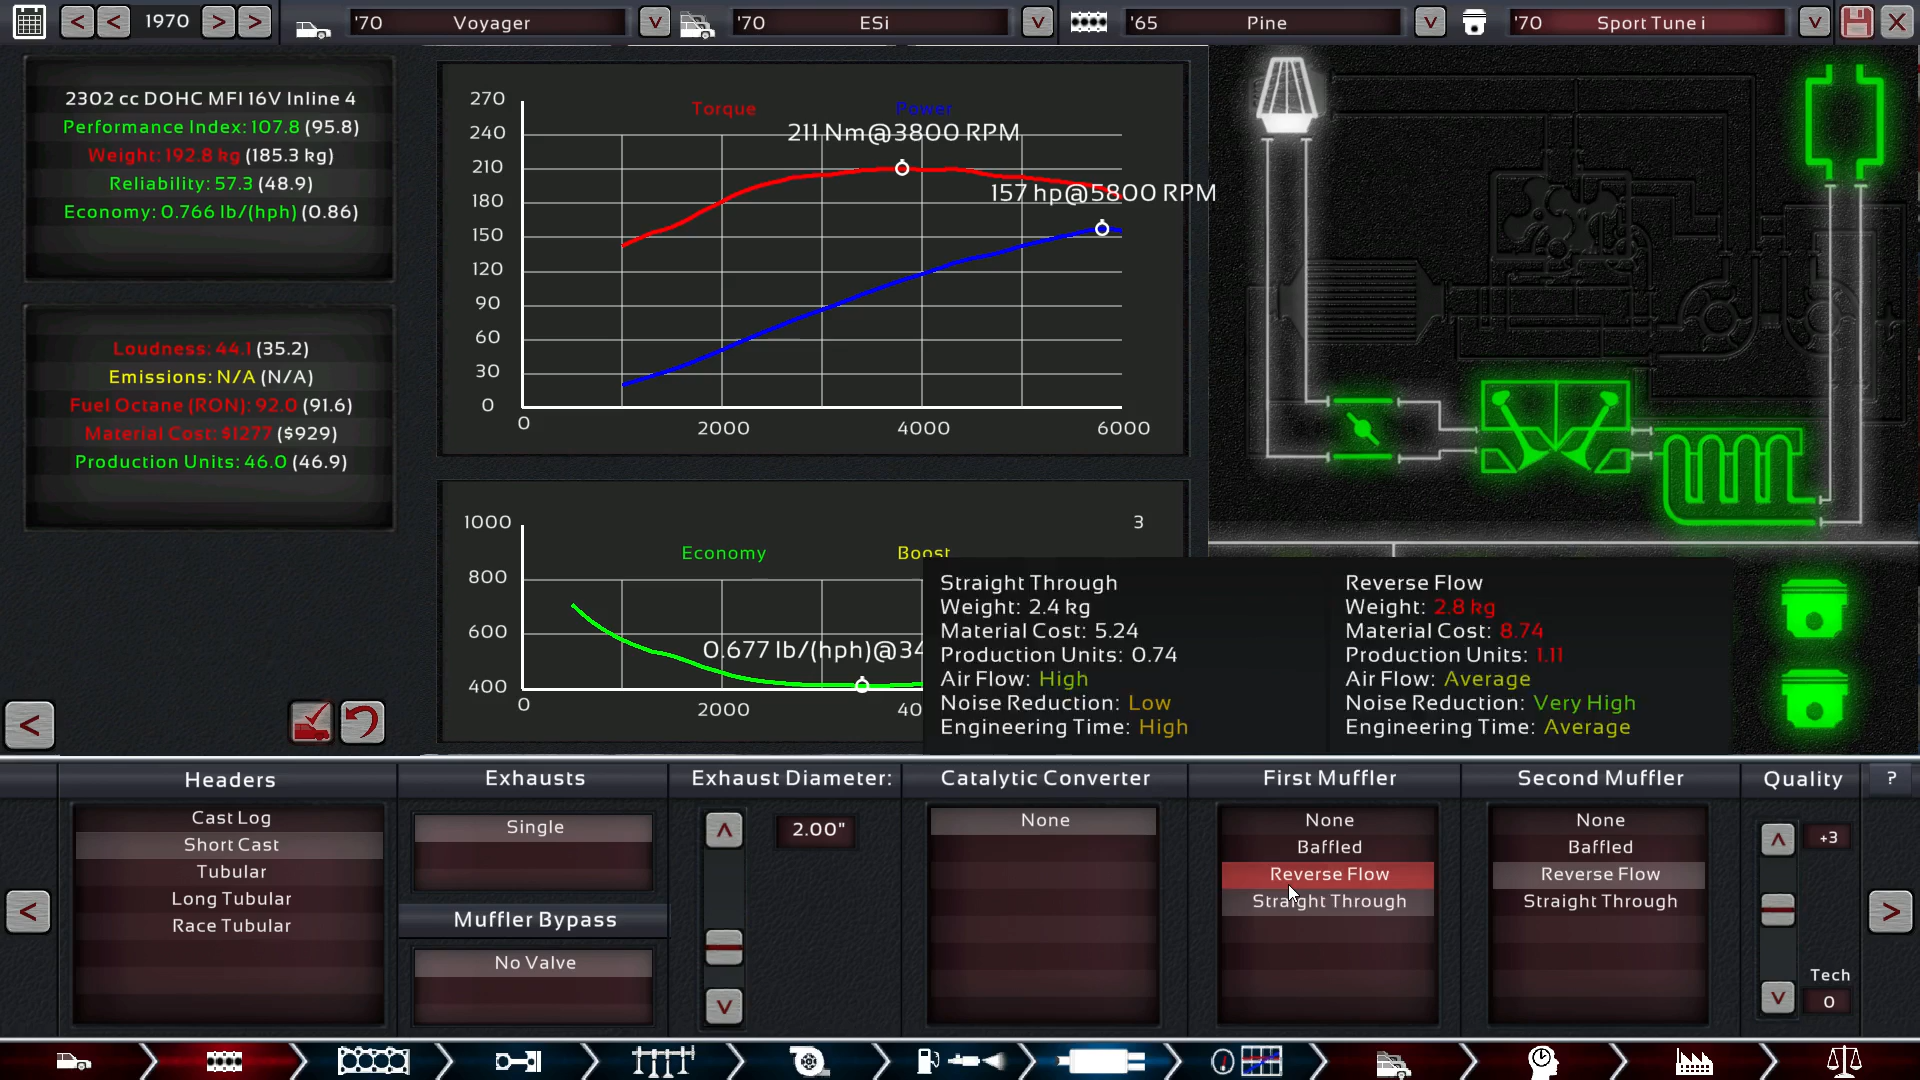 1970
'70 Voyager
'70 ESi
'65 Pine
'70 Sport Tune i
2302 cc DOHC MFI 16V Inline 4
Performance Index: 107.8 (95.8)
Weight: 192.8 kg (185.3 kg)
Reliability: 57.3 (48.9)
Economy: 0.766 lb/(hph) (0.86)
Loudness: 44.1 (35.2)
Emissions: N/A (N/A)
Fuel Octane (RON): 92.0 (91.6)
Material Cost: $1277 ($929)
Production Units: 46.0 (46.9)
270
240
210
180
150
120
90
60
30
0
Torque
Power
211 Nm@3800 RPM
157 hp@5800 RPM
0
2000
4000
6000
1000
800
600
400
3
Economy
Boost
0.677 lb/(hph)@34
0
2000
40
Straight Through
Weight: 2.4 kg
Material Cost: 5.24
Production Units: 0.74
Air Flow: High
Noise Reduction: Low
Engineering Time: High
Reverse Flow
Weight: 2.8 kg
Material Cost: 8.74
Production Units: 1.11
Air Flow: Average
Noise Reduction: Very High
Engineering Time: Average
Headers
Cast Log
Short Cast
Tubular
Long Tubular
Race Tubular
Exhausts
Single
Muffler Bypass
No Valve
Exhaust Diameter:
2.00"
Catalytic Converter
None
First Muffler
None
Baffled
Reverse Flow
Straight Through
Second Muffler
None
Baffled
Reverse Flow
Straight Through
Quality
?
+3
Tech
0